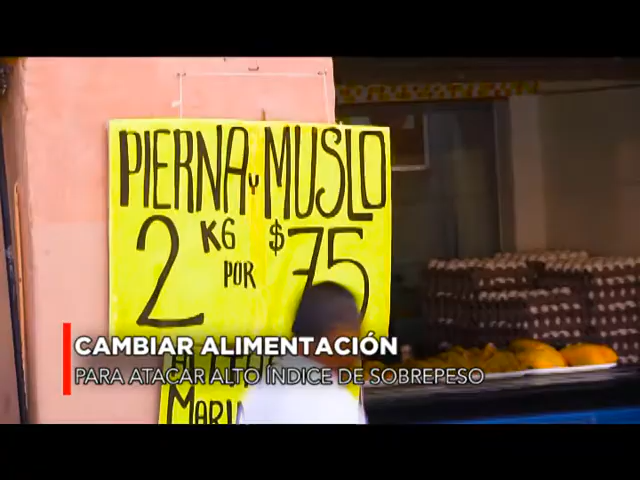 PIERNA Y MUSLO
2 KG POR $75
CAMBIAR ALIMENTACIÓN
PARA ATACAR ALTO ÍNDICE DE SOBREPESO